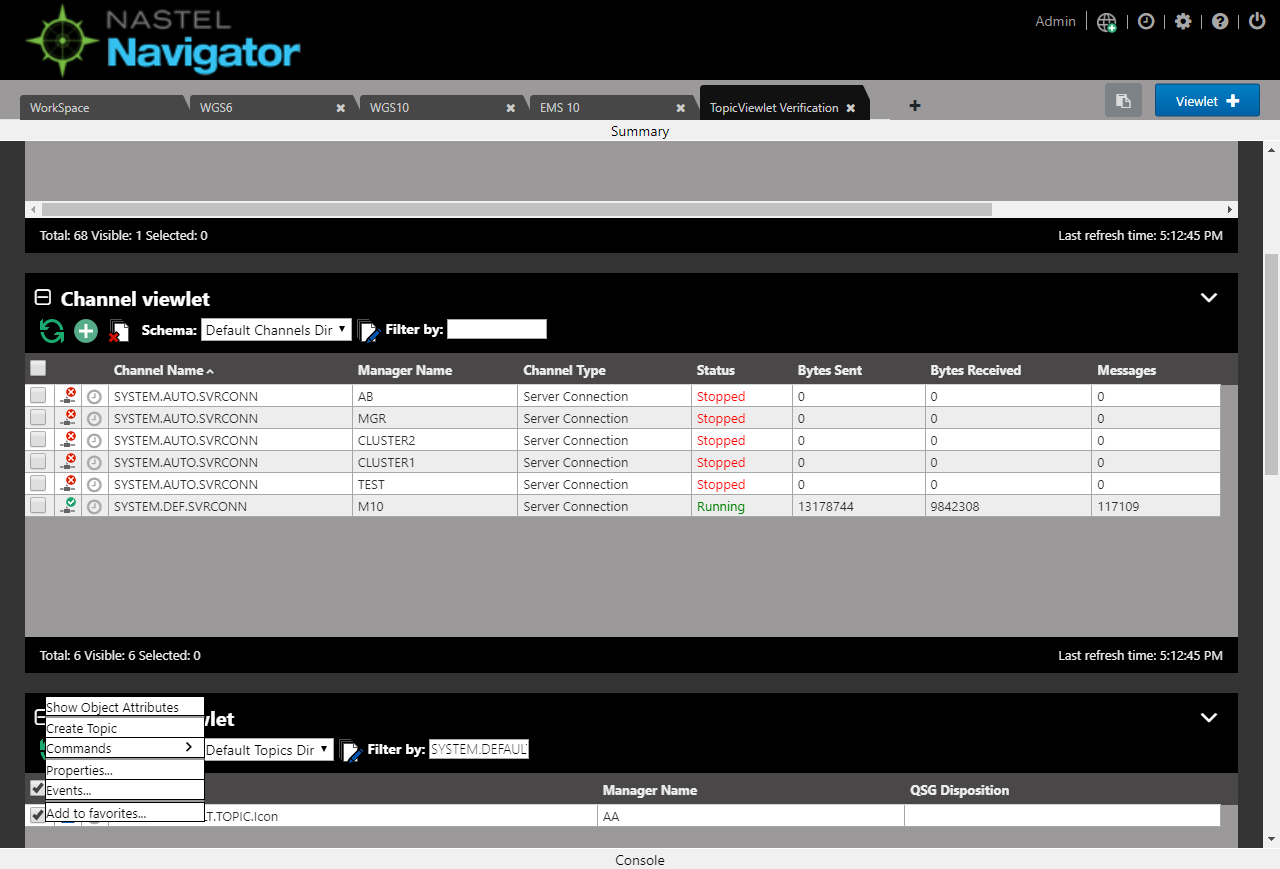 NASTEL
Navigator
Admin
WorkSpace
WGS6
WGS10
EMS 10
TopicViewlet Verification
Viewlet
Summary
Total: 68 Visible: 1 Selected: 0
Last refresh time: 5:12:45 PM
Channel viewlet
Schema: Default Channels Dir Filter by:
Channel Name Manager Name Channel Type Status Bytes Sent Bytes Received Messages
SYSTEM.AUTO.SVRCONN AB Server Connection Stopped 0 0 0
SYSTEM.AUTO.SVRCONN MGR Server Connection Stopped 0 0 0
SYSTEM.AUTO.SVRCONN CLUSTER2 Server Connection Stopped 0 0 0
SYSTEM.AUTO.SVRCONN CLUSTER1 Server Connection Stopped 0 0 0
SYSTEM.AUTO.SVRCONN TEST Server Connection Stopped 0 0 0
SYSTEM.DEF.SVRCONN M10 Server Connection Running 13178744 9842308 117109
Total: 6 Visible: 6 Selected: 0
Last refresh time: 5:12:45 PM
Show Object Attributes
Create Topic
Commands
Properties...
Events...
Add to favorites...
vlet
Default Topics Dir Filter by: SYSTEM.DEFAUL
Manager Name QSG Disposition
LT.TOPIC.Icon AA
Console